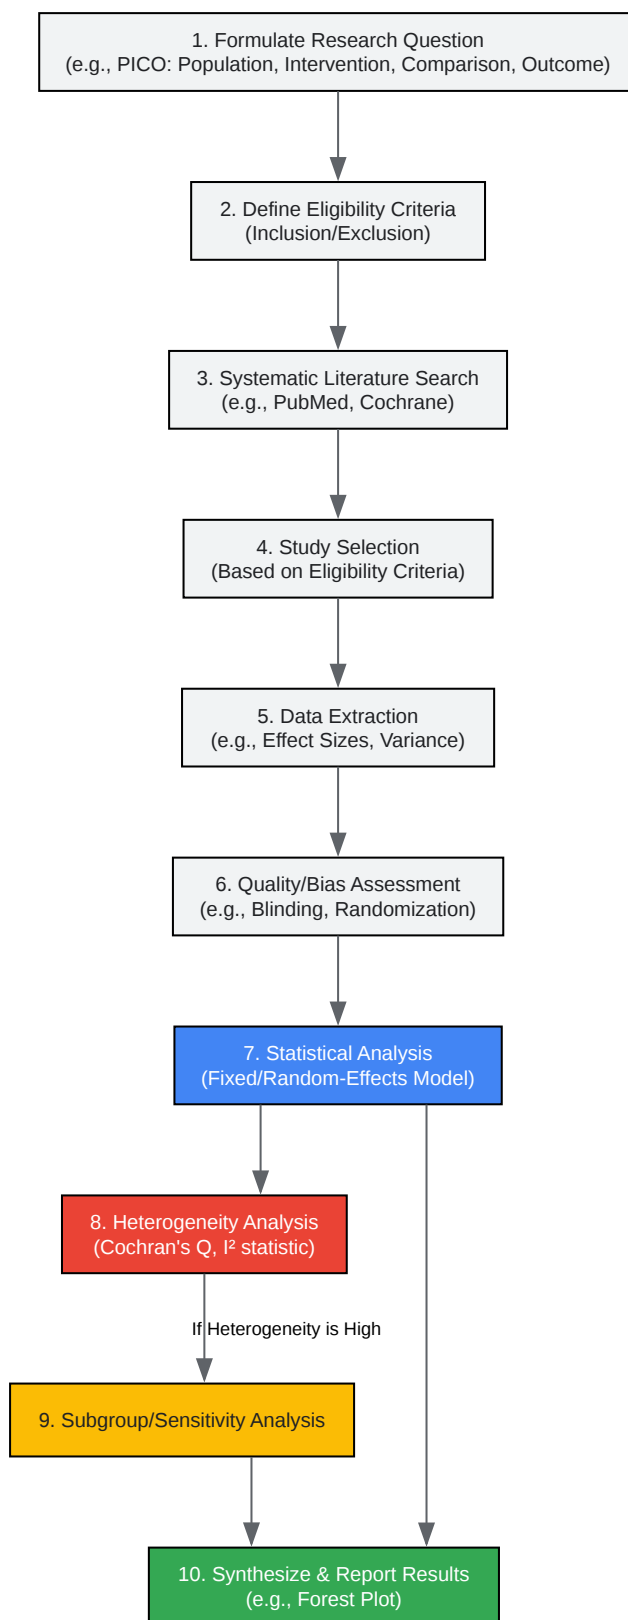 1. Formulate Research Question
(e.g., PICO: Population, Intervention, Comparison, Outcome)
2. Define Eligibility Criteria
(Inclusion/Exclusion)
3. Systematic Literature Search
(e.g., PubMed, Cochrane)
4. Study Selection
(Based on Eligibility Criteria)
5. Data Extraction
(e.g., Effect Sizes, Variance)
6. Quality/Bias Assessment
(e.g., Blinding, Randomization)
7. Statistical Analysis
(Fixed/Random-Effects Model)
8. Heterogeneity Analysis
(Cochran's Q, I² statistic)
If Heterogeneity is High
9. Subgroup/Sensitivity Analysis
10. Synthesize & Report Results
(e.g., Forest Plot)